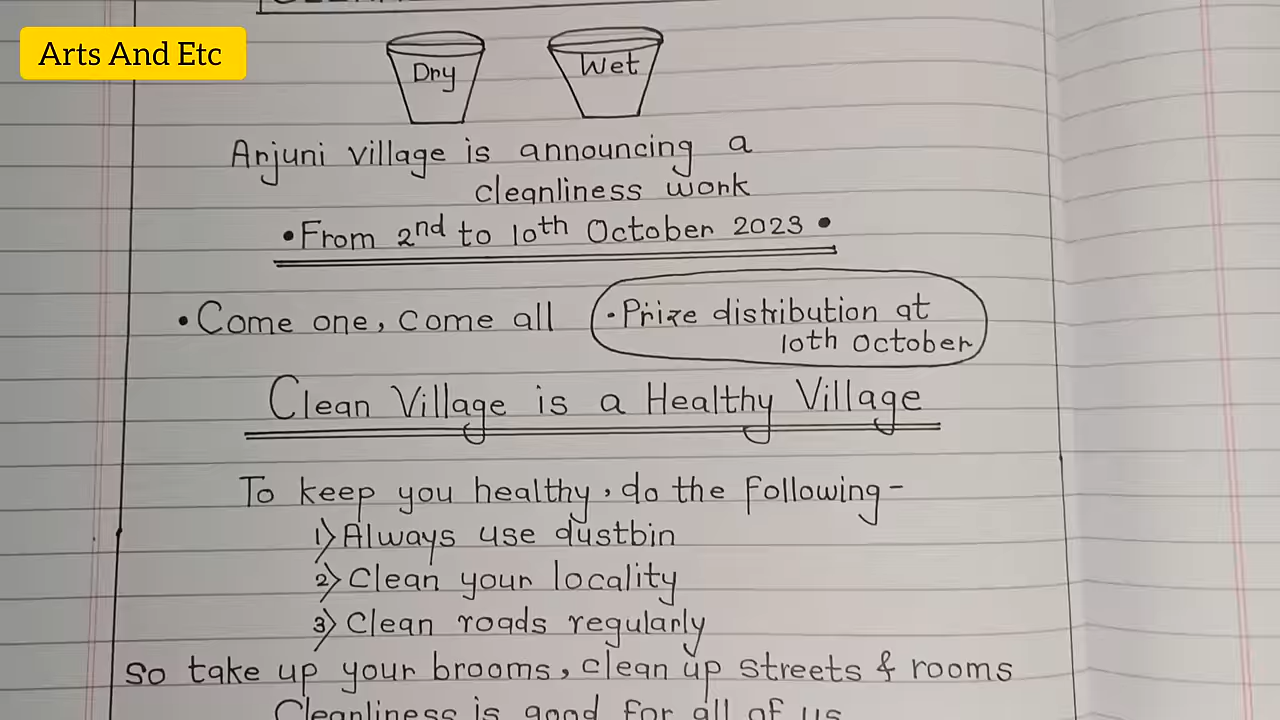 Arts And Etc
Dry Wet
Anjuni village is announcing a
cleanliness work
• From 2nd to 10th October 2023 •
• Come one, come all
• Prize distribution at
10th October
Clean Village is a Healthy Village
To keep you healthy, do the following-
1) Always use dustbin
2) Clean your locality
3) Clean roads regularly
So take up your brooms, clean up streets & rooms
Cleanliness is good for all of us